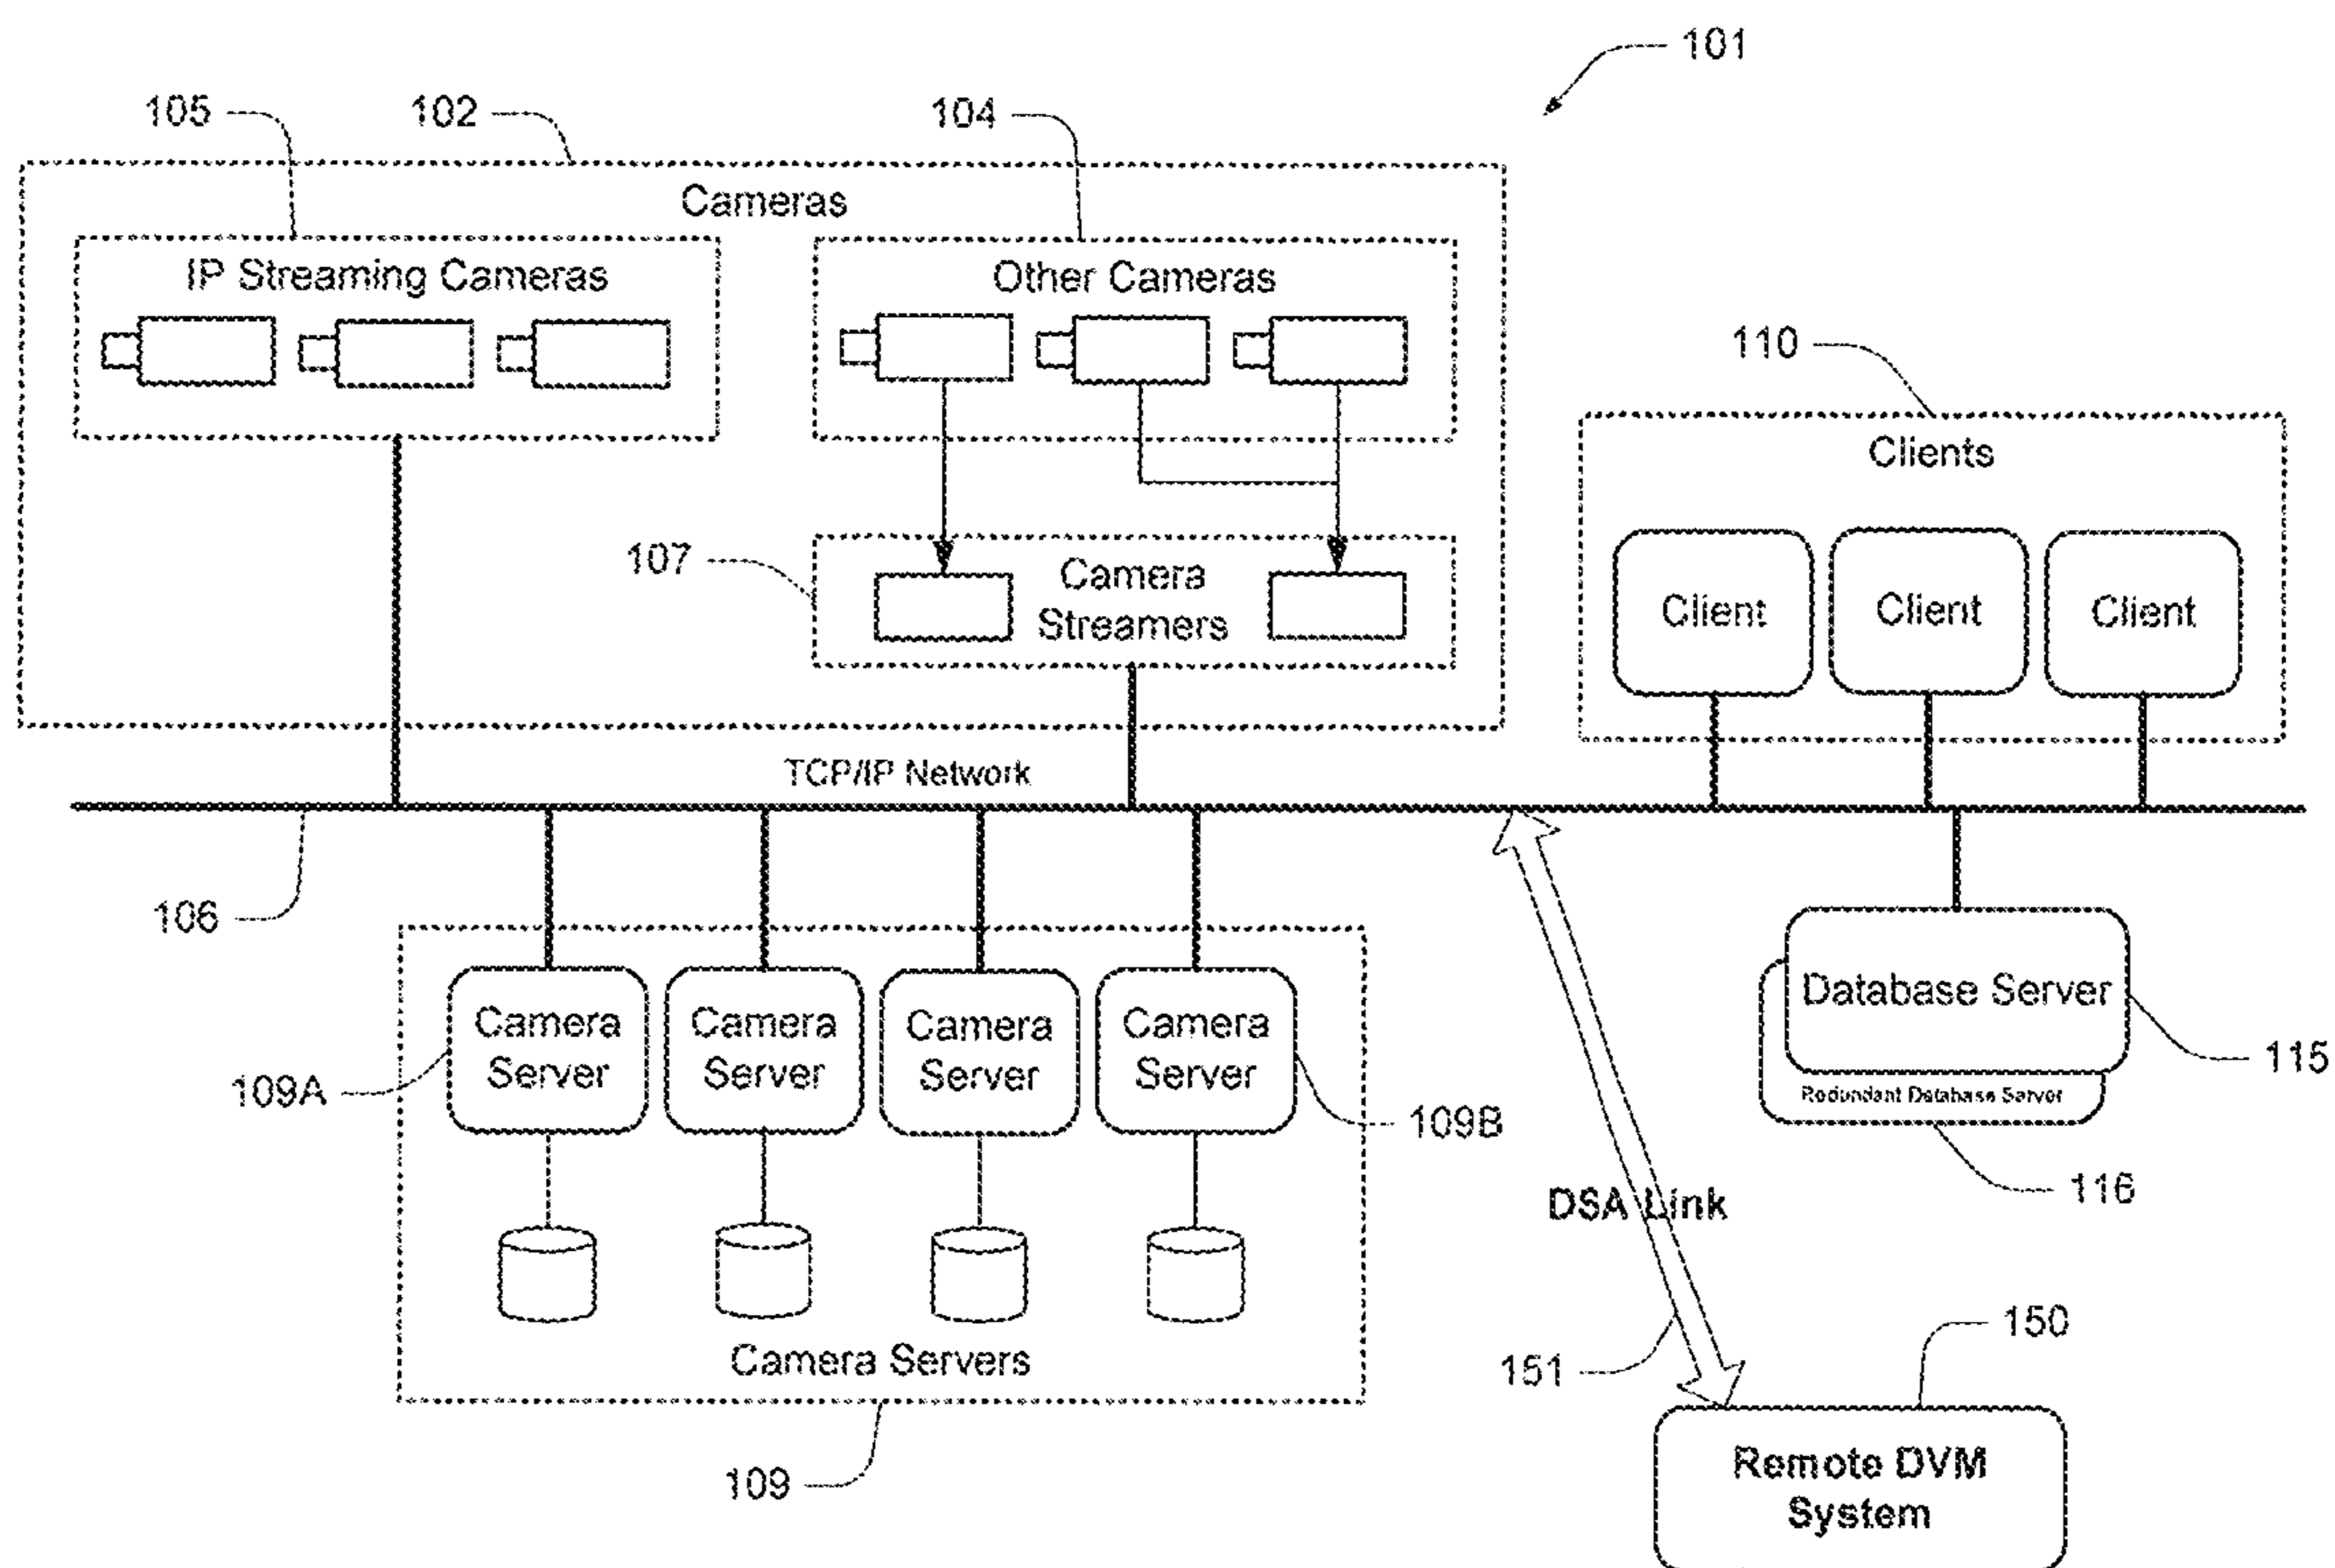 101
105
102
104
Cameras
IP Streaming Cameras
Other Cameras
110
Clients
107
Camera
Streamers
Client
Client
Client
TCP/IP Network
106
Camera
Server
Camera
Server
Camera
Server
Camera
Server
Database Server
109A
115
Redundant Database Server
109B
116
DSA Link
Camera Servers
151
150
109
Remote DVM
System